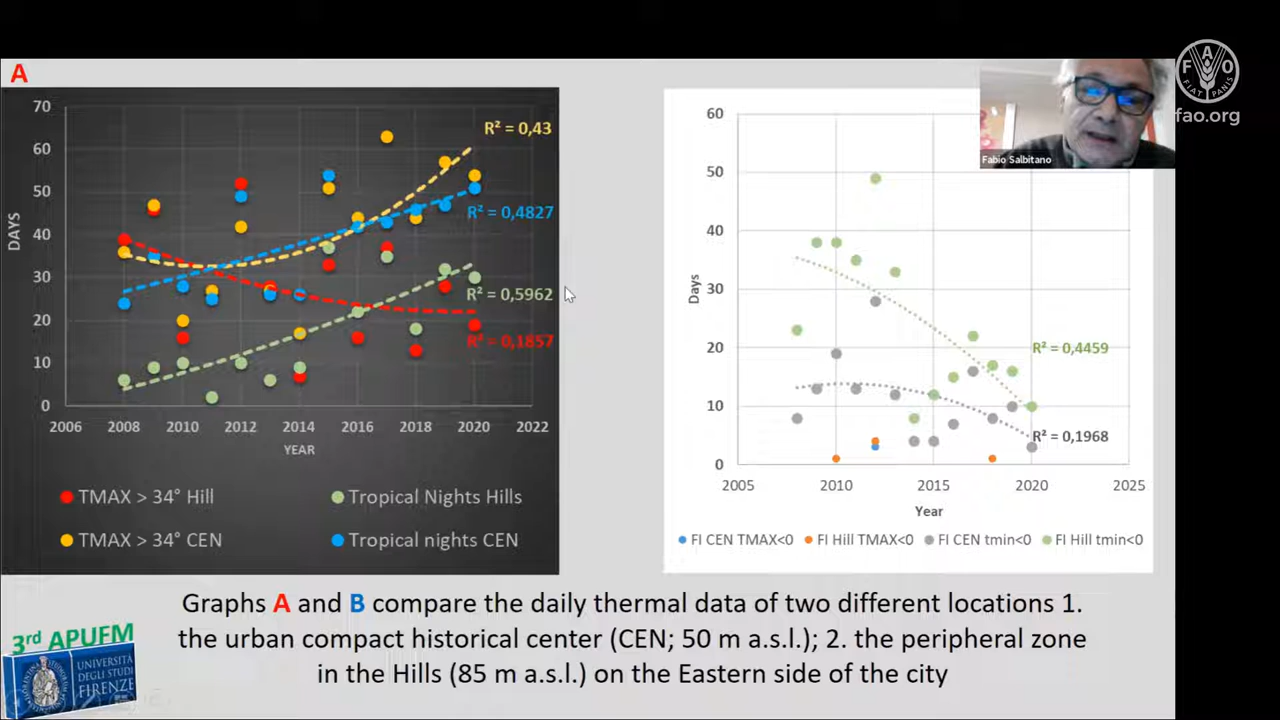 A
70
60
50
40
30
20
10
0
DAYS
2006 2008 2010 2012 2014 2016 2018 2020 2022
YEAR
R² = 0,43
R² = 0,4827
R² = 0,5962
R² = 0,1857
TMAX > 34° Hill
Tropical Nights Hills
TMAX > 34° CEN
Tropical nights CEN
60
50
40
30
20
10
0
Days
2005 2010 2015 2020 2025
Year
R² = 0,4459
R² = 0,1968
FI CEN TMAX<0 FI Hill TMAX<0 FI CEN tmin<0 FI Hill tmin<0
Fabio Salbitano
F A O
FIAT PANIS
fao.org
Graphs A and B compare the daily thermal data of two different locations 1.
the urban compact historical center (CEN; 50 m a.s.l.); 2. the peripheral zone
in the Hills (85 m a.s.l.) on the Eastern side of the city
3rd APUFM
UNIVERSITÀ
DEGLI STUDI
FIRENZE